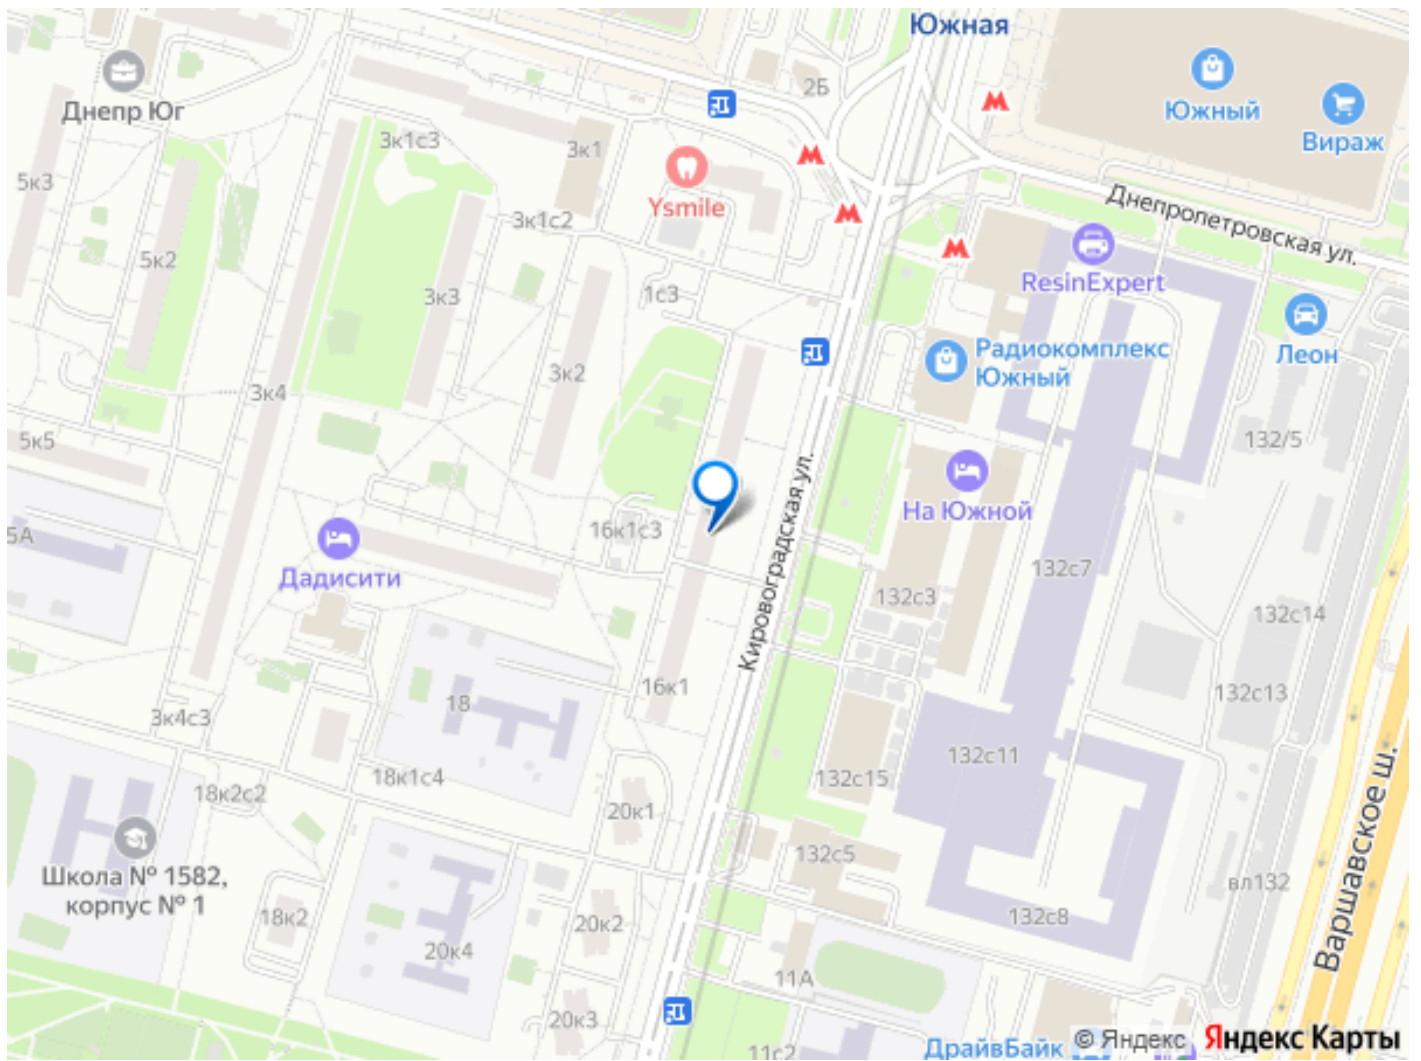 Южная
Днепр Юг
2Б
Южный
Вираж
3к1с3
3к1
5к3
Ysmile
3к1с2
Днепропетровская ул.
5к2
1с3
3к3
ResinExpert
Радиокомплекс
Южный
Леон
3к2
3к4
5к5
132/5
Кировоградская ул.
На Южной
16к1с3
5А
Дадисити
132с7
132с3
132с14
16к1
18
132с13
3к4с3
132с11
18к1с4
132с15
18к2с2
20к1
Варшавское ш.
Школа № 1582,
корпус № 1
132с5
вл132
18к2
20к2
132с8
20к4
11А
20к3
11с2
ДрайвБайк
© Яндекс Яндекс Карты